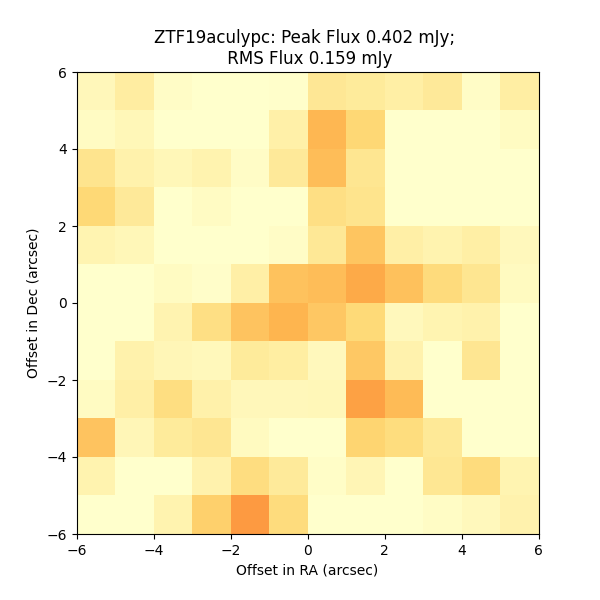 ZTF19aculypc: Peak Flux 0.402 mJy;
RMS Flux 0.159 mJy
6
4
2
0
−2
−4
−6
Offset in Dec (arcsec)
−6 −4 −2 0 2 4 6
Offset in RA (arcsec)